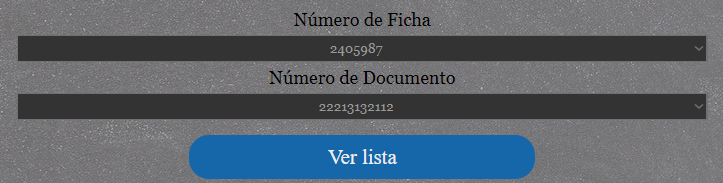 Número de Ficha
2405987
Número de Documento
22213132112
Ver lista